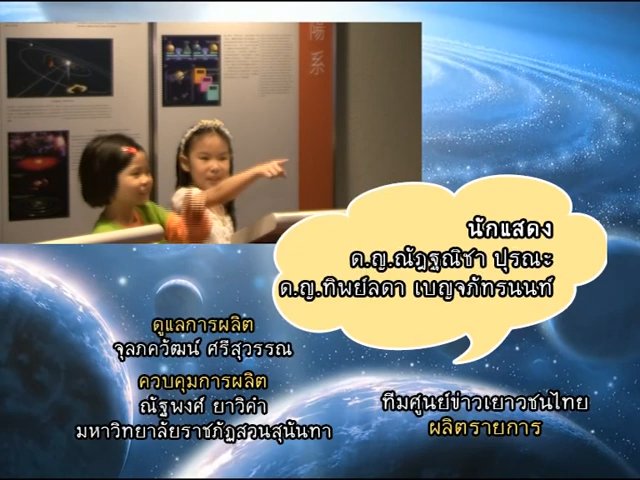 陽系
นักแสดง
ด.ญ.ณัฏฐณิชา ปุรณะ
ด.ญ.ทิพย์ลดา เบญจภัทรนนท์
ดูแลการผลิต
จุลภควัฒน์ ศรีสุวรรณ
ควบคุมการผลิต
ณัฐพงศ์ ยาวิคำ
มหาวิทยาลัยราชภัฏสวนสุนันทา
ทีมศูนย์ข่าวเยาวชนไทย
ผลิตรายการ